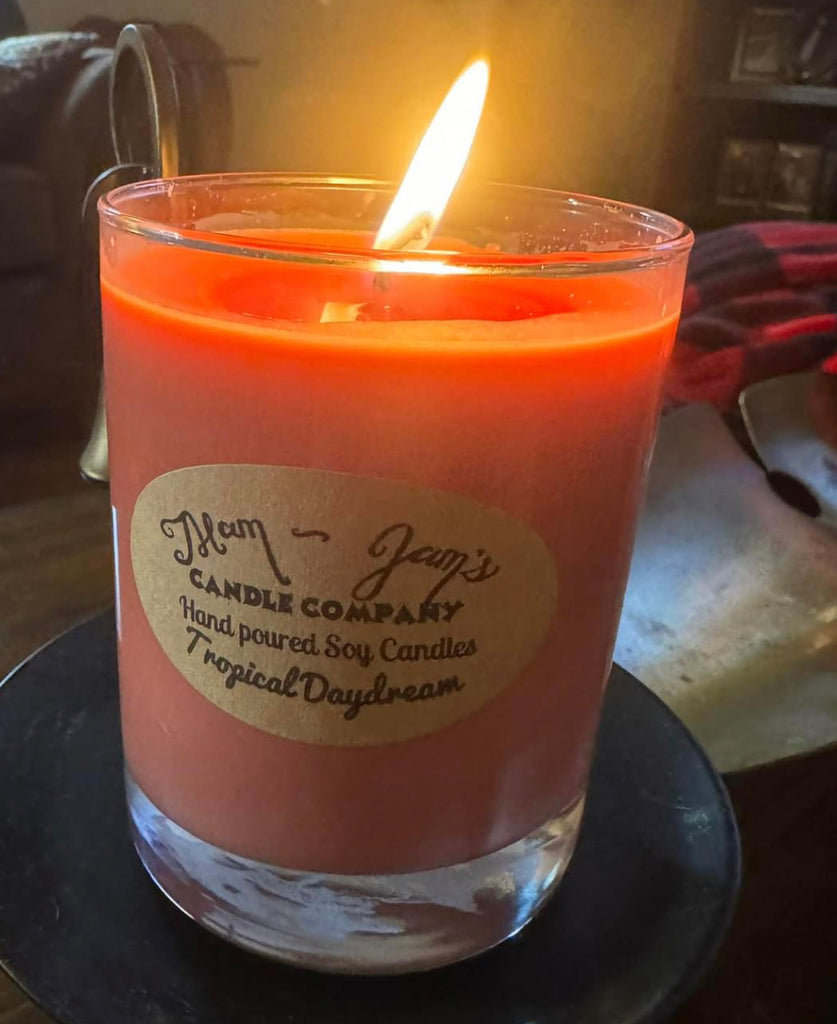 Mam ~ Jam's
CANDLE COMPANY
Hand poured Soy Candles
Tropical Daydream